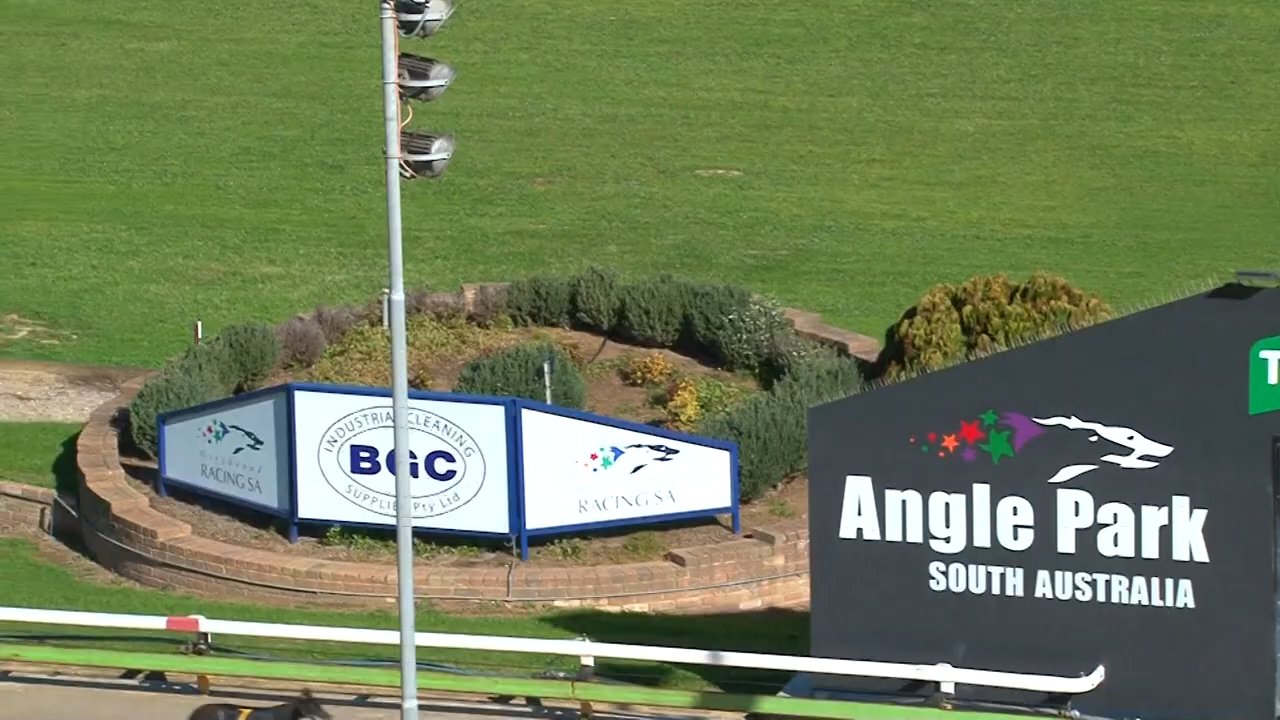 Greyhound
RACING SA
INDUSTRIAL CLEANING
BGC
SUPPLIES Pty Ltd
RACING SA
Angle Park
SOUTH AUSTRALIA
T